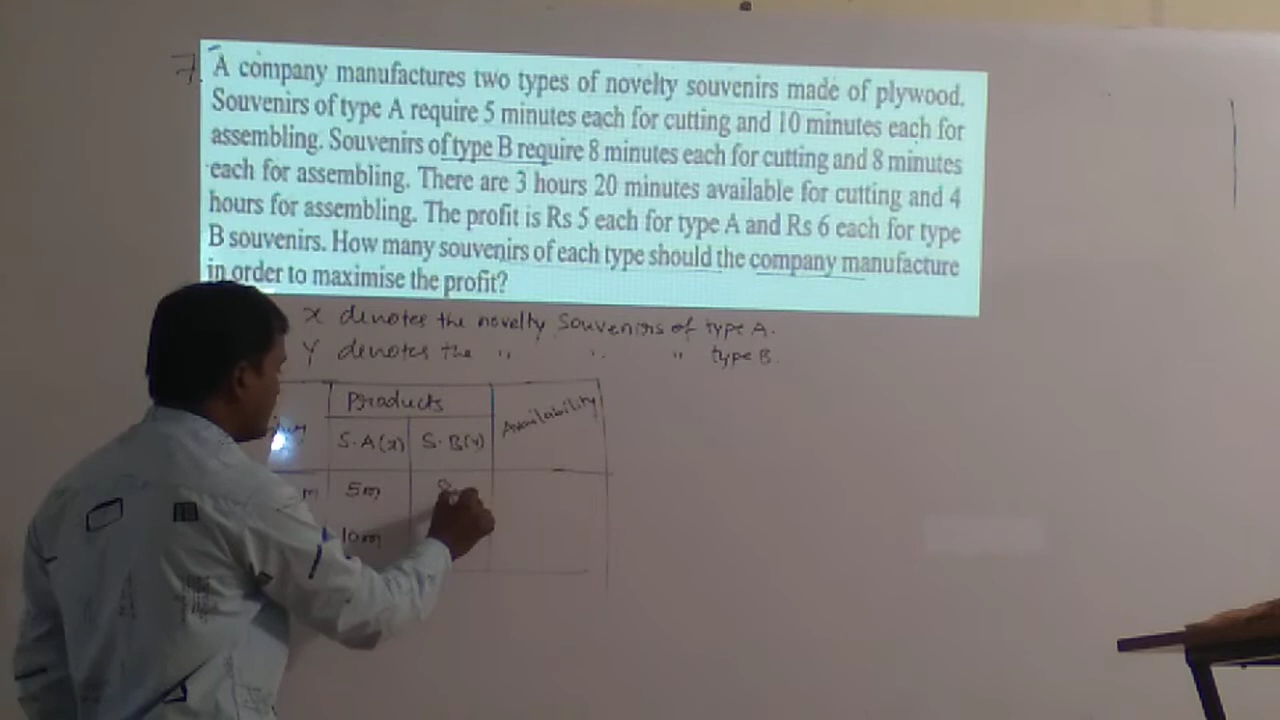 7. A company manufactures two types of novelty souvenirs made of plywood.
Souvenirs of type A require 5 minutes each for cutting and 10 minutes each for
assembling. Souvenirs of type B require 8 minutes each for cutting and 8 minutes
each for assembling. There are 3 hours 20 minutes available for cutting and 4
hours for assembling. The profit is Rs 5 each for type A and Rs 6 each for type
B souvenirs. How many souvenirs of each type should the company manufacture
in order to maximise the profit?
x denotes the novelty Souvenirs of type A.
Y denotes the " " " type B.
Products
Availability
S.A(x) S.B(Y)
m 5m 8
10m